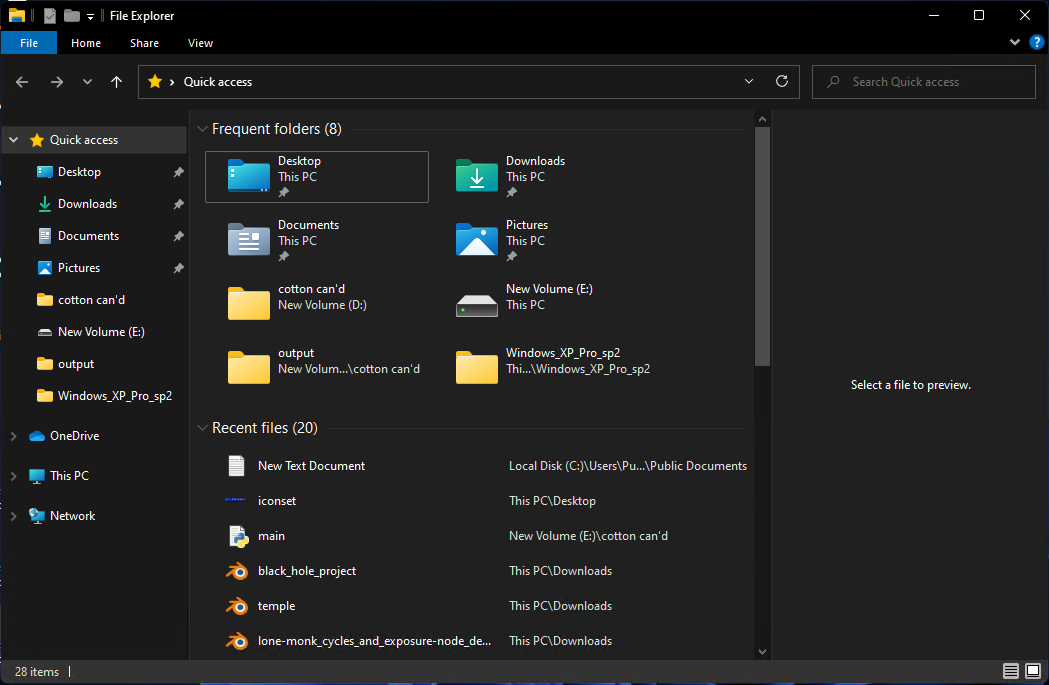 File Explorer
File Home Share View
?
Quick access
Search Quick access
Quick access
Desktop
Downloads
Documents
Pictures
cotton can'd
New Volume (E:)
output
Windows_XP_Pro_sp2
OneDrive
This PC
Network
Frequent folders (8)
Desktop
This PC
Downloads
This PC
Documents
This PC
Pictures
This PC
cotton can'd
New Volume (D:)
New Volume (E:)
This PC
output
New Volum...\cotton can'd
Windows_XP_Pro_sp2
Thi...\Windows_XP_Pro_sp2
Recent files (20)
New Text Document Local Disk (C:)\Users\Pu...\Public Documents
iconset This PC\Desktop
main New Volume (E:)\cotton can'd
black_hole_project This PC\Downloads
temple This PC\Downloads
lone-monk_cycles_and_exposure-node_de... This PC\Downloads
Select a file to preview.
28 items